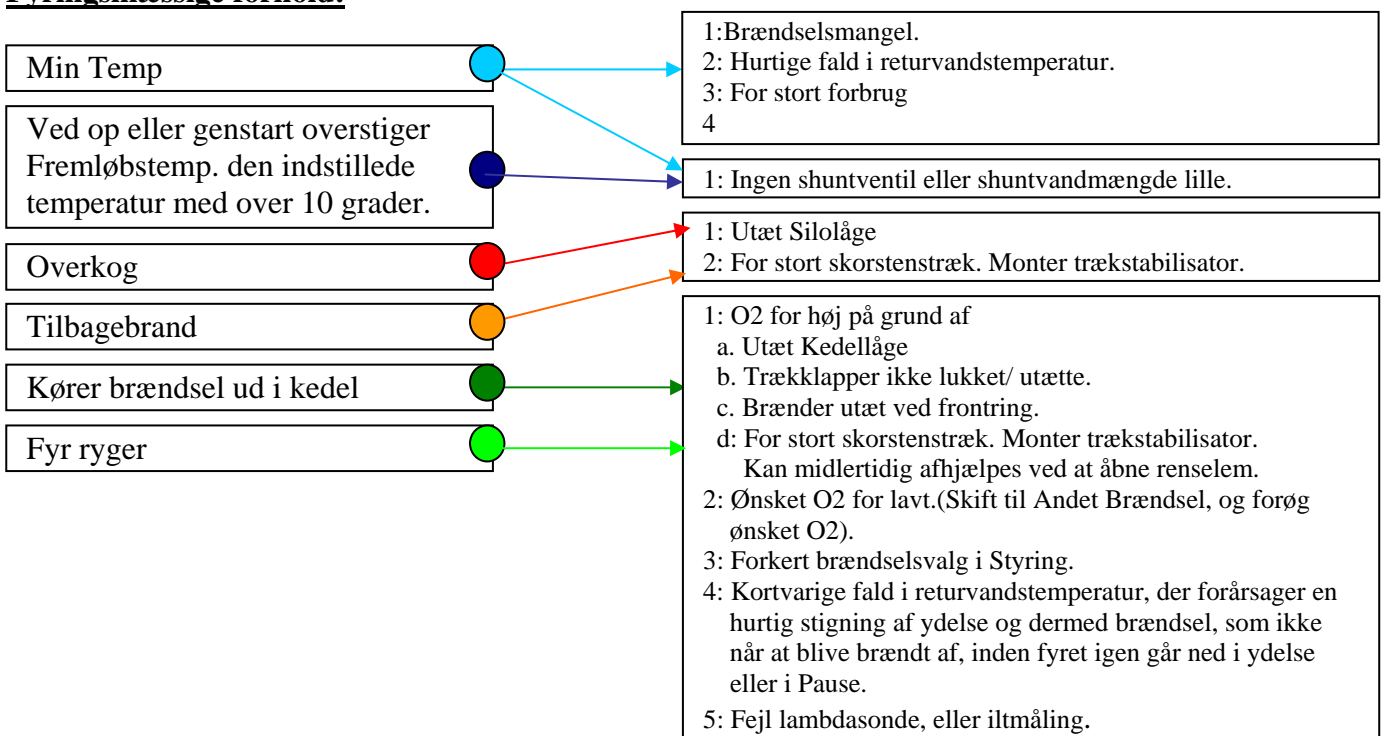 Fyringsmæssige forhold:
Min Temp
Ved op eller genstart overstiger
Fremløbstemp. den indstillede
temperatur med over 10 grader.
Overkog
Tilbagebrand
Kører brændsel ud i kedel
Fyr ryger
1:Brændselsmangel.
2: Hurtige fald i returvandstemperatur.
3: For stort forbrug
4
1: Ingen shuntventil eller shuntvandmængde lille.
1: Utæt Silolåge
2: For stort skorstenstræk. Monter trækstabilisator.
1: O2 for høj på grund af
a. Utæt Kedellåge
b. Trækklapper ikke lukket/ utætte.
c. Brænder utæt ved frontring.
d: For stort skorstenstræk. Monter trækstabilisator.
Kan midlertidig afhjælpes ved at åbne renselem.
2: Ønsket O2 for lavt.(Skift til Andet Brændsel, og forøg
ønsket O2).
3: Forkert brændselsvalg i Styring.
4: Kortvarige fald i returvandstemperatur, der forårsager en
hurtig stigning af ydelse og dermed brændsel, som ikke
når at blive brændt af, inden fyret igen går ned i ydelse
eller i Pause.
5: Fejl lambdasonde, eller iltmåling.